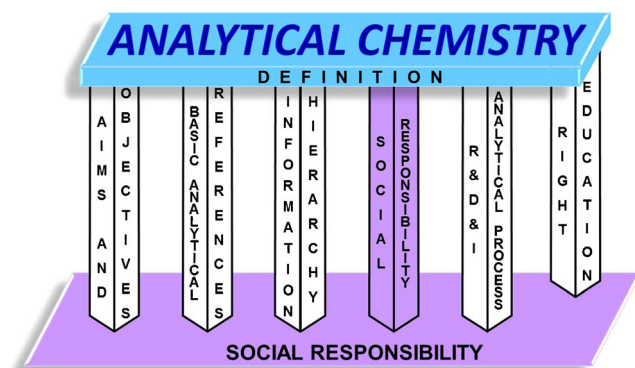 ANALYTICAL CHEMISTRY
DEFINITION
AIMS AND
OBJECTIVES
BASIC ANALYTICAL
REFERENCES
INFORMATION
HIERARCHY
SOCIAL
RESPONSIBILITY
R&D&I
ANALYTICAL PROCESS
RIGHT
EDUCATION
SOCIAL RESPONSIBILITY